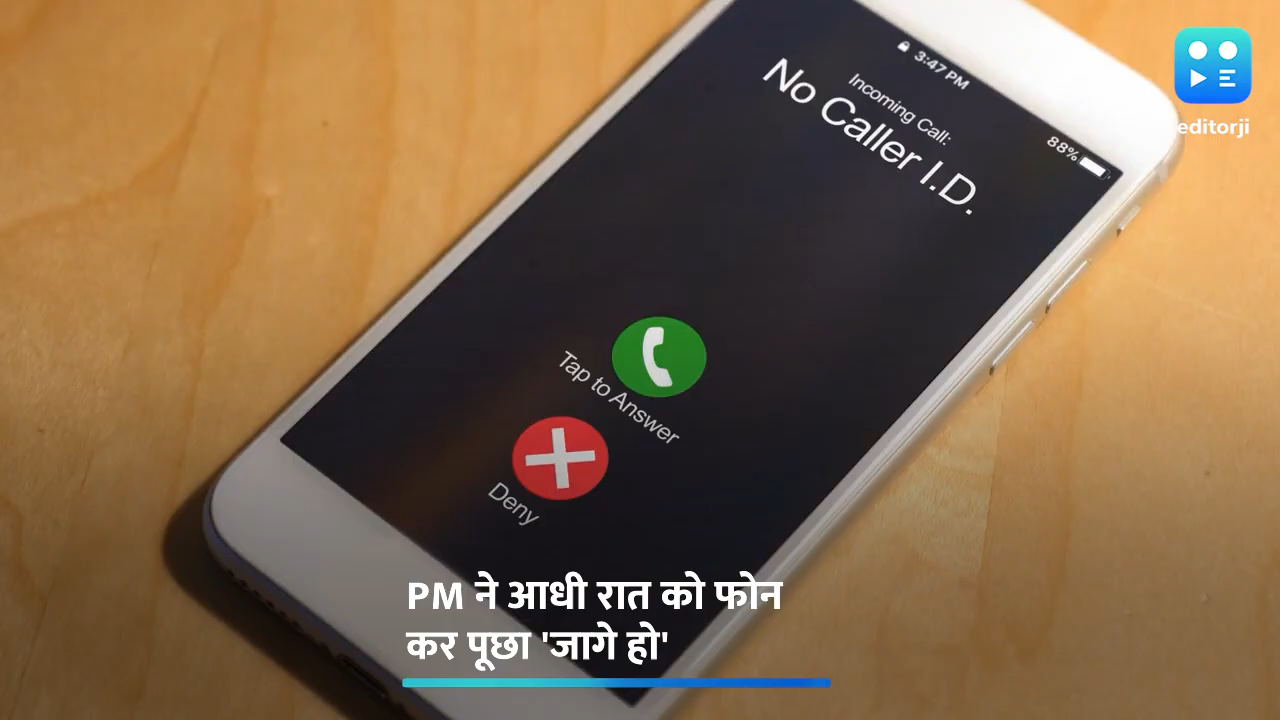 3:47 PM
88%
Incoming Call:
No Caller I.D.
Tap to Answer
Deny
editorji
PM ने आधी रात को फोन
कर पूछा 'जागे हो'